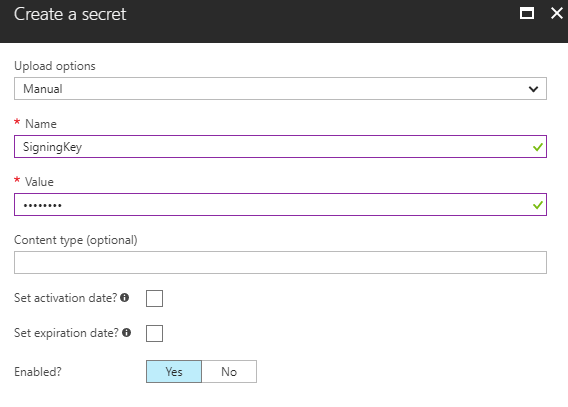 Create a secret
Upload options
Manual
* Name
SigningKey
* Value
••••••••
Content type (optional)
Set activation date?
Set expiration date?
Enabled?
Yes No